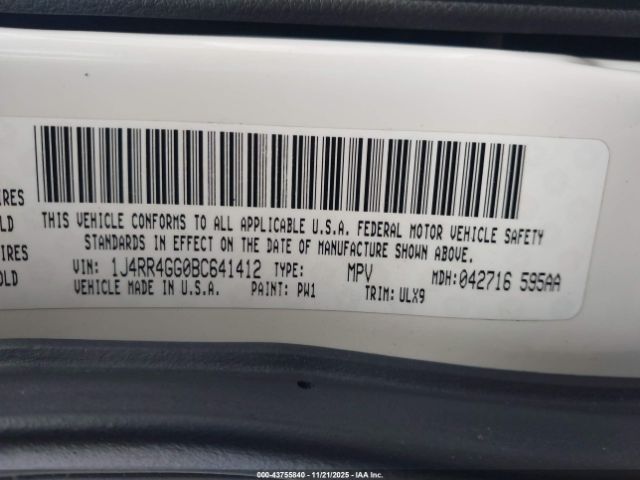 IRES
OLD
IRES
OLD
THIS VEHICLE CONFORMS TO ALL APPLICABLE U.S.A. FEDERAL MOTOR VEHICLE SAFETY
STANDARDS IN EFFECT ON THE DATE OF MANUFACTURE SHOWN ABOVE.
VIN: 1J4RR4GG0BC641412 TYPE: MPV MDH:042716 595AA
VEHICLE MADE IN U.S.A. PAINT: PW1 TRIM: ULX9
000-43755840 | 11/21/2025 | IAA Inc.